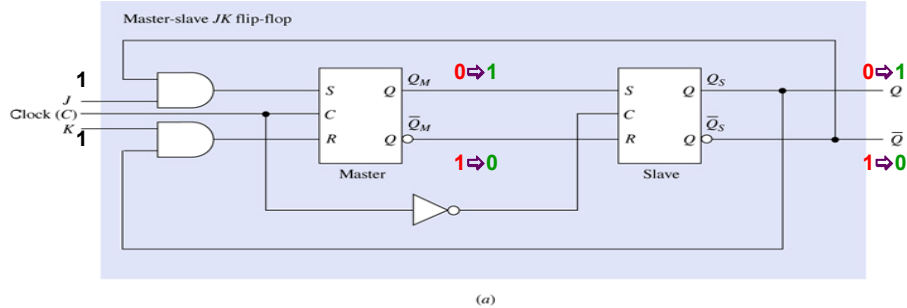 Master-slave JK flip-flop
1
J
Clock (C)
K
1
S Q
C
R Q
Master
Q_M
0⇨1
Q̅_M
1⇨0
S Q
C
R Q
Slave
Q_S
Q̅_S
0⇨1
Q
Q̅
1⇨0
(a)